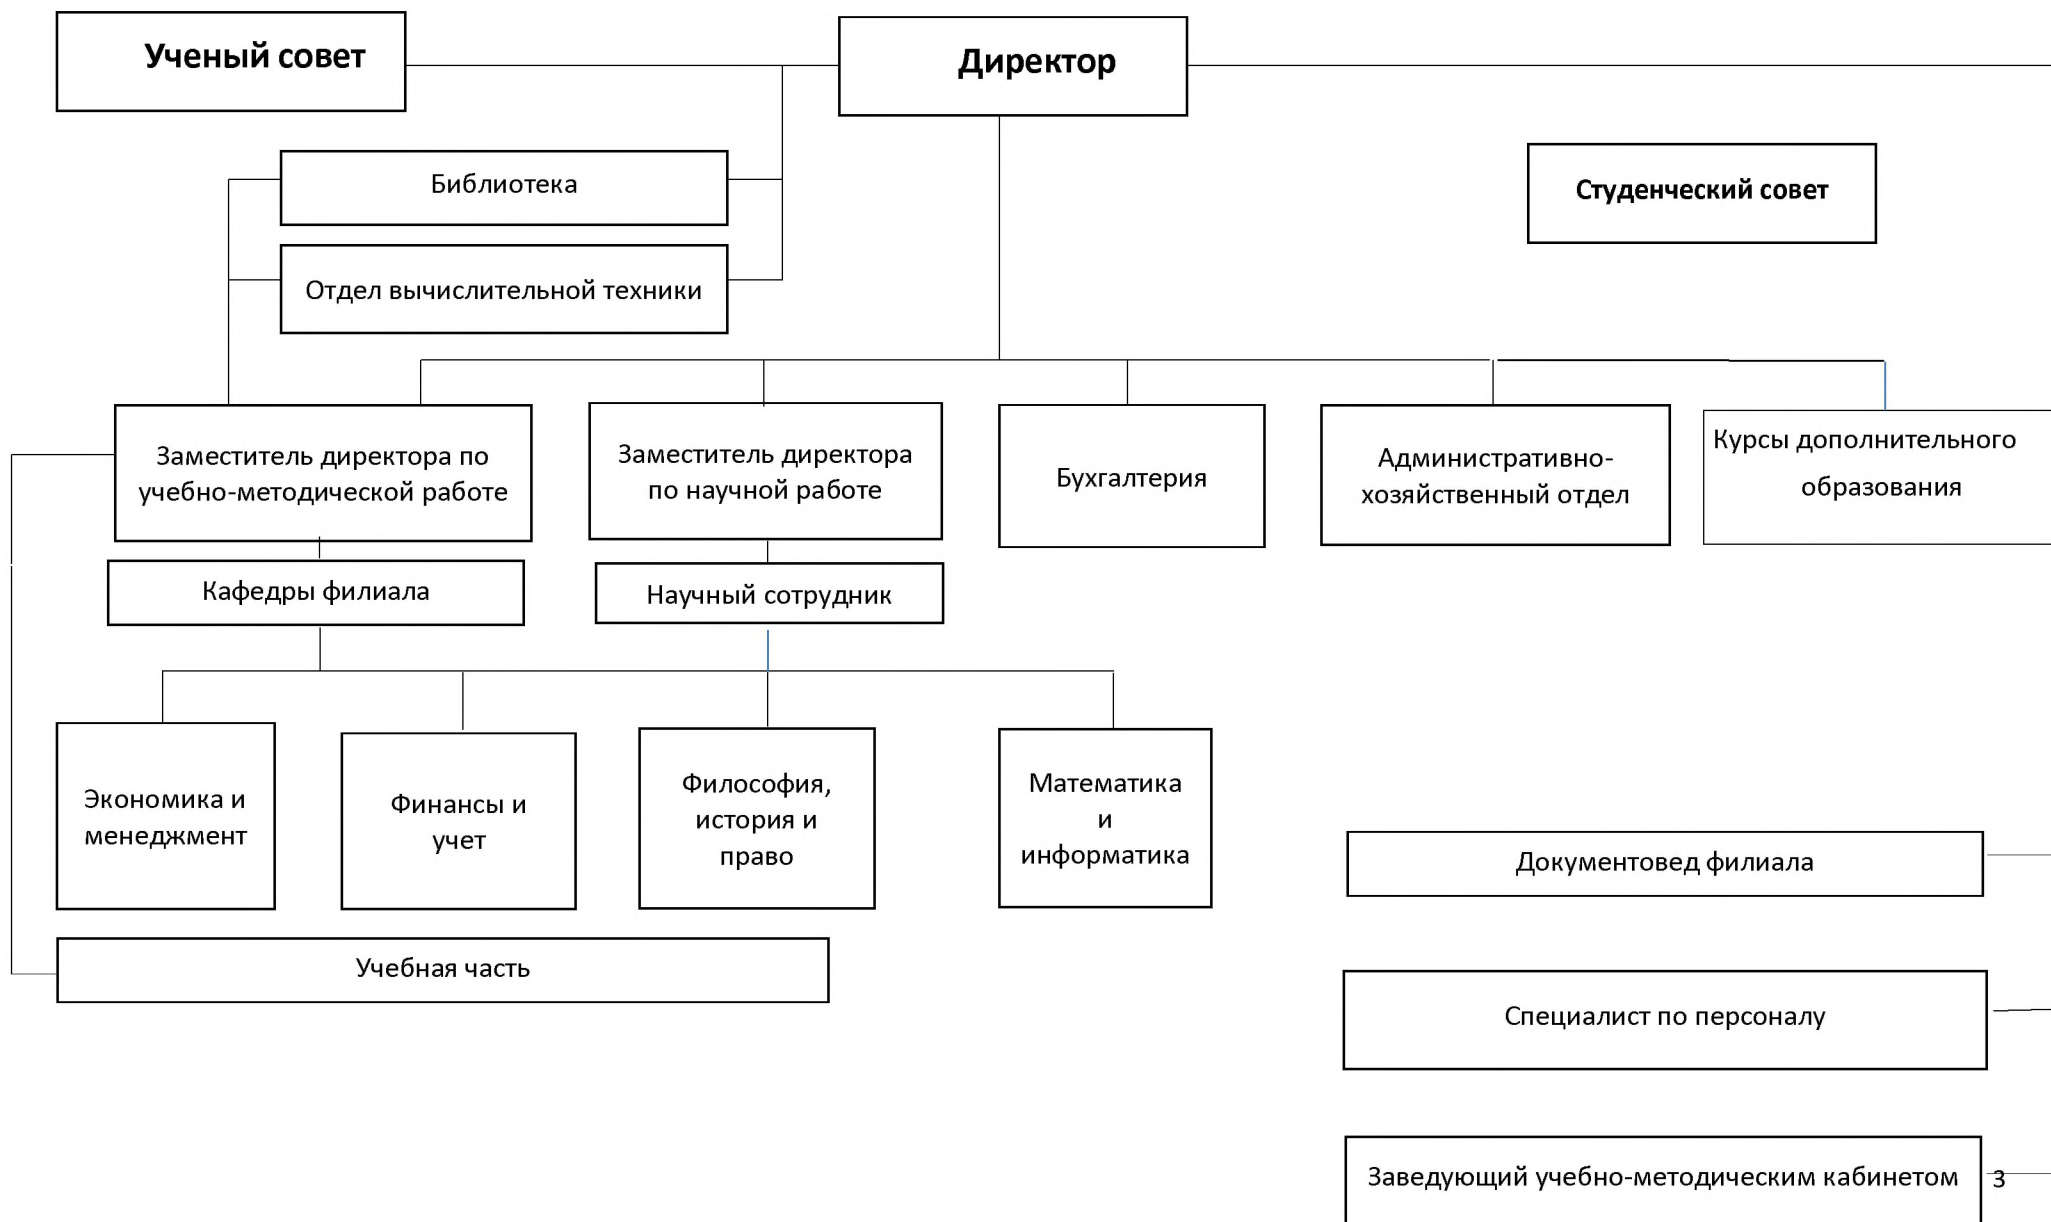 Ученый совет
Директор
Студенческий совет
Библиотека
Отдел вычислительной техники
Заместитель директора по
учебно-методической работе
Заместитель директора
по научной работе
Бухгалтерия
Административно-
хозяйственный отдел
Курсы дополнительного
образования
Кафедры филиала
Научный сотрудник
Экономика и
менеджмент
Финансы и
учет
Философия,
история и
право
Математика
и
информатика
Документовед филиала
Учебная часть
Специалист по персоналу
Заведующий учебно-методическим кабинетом
3